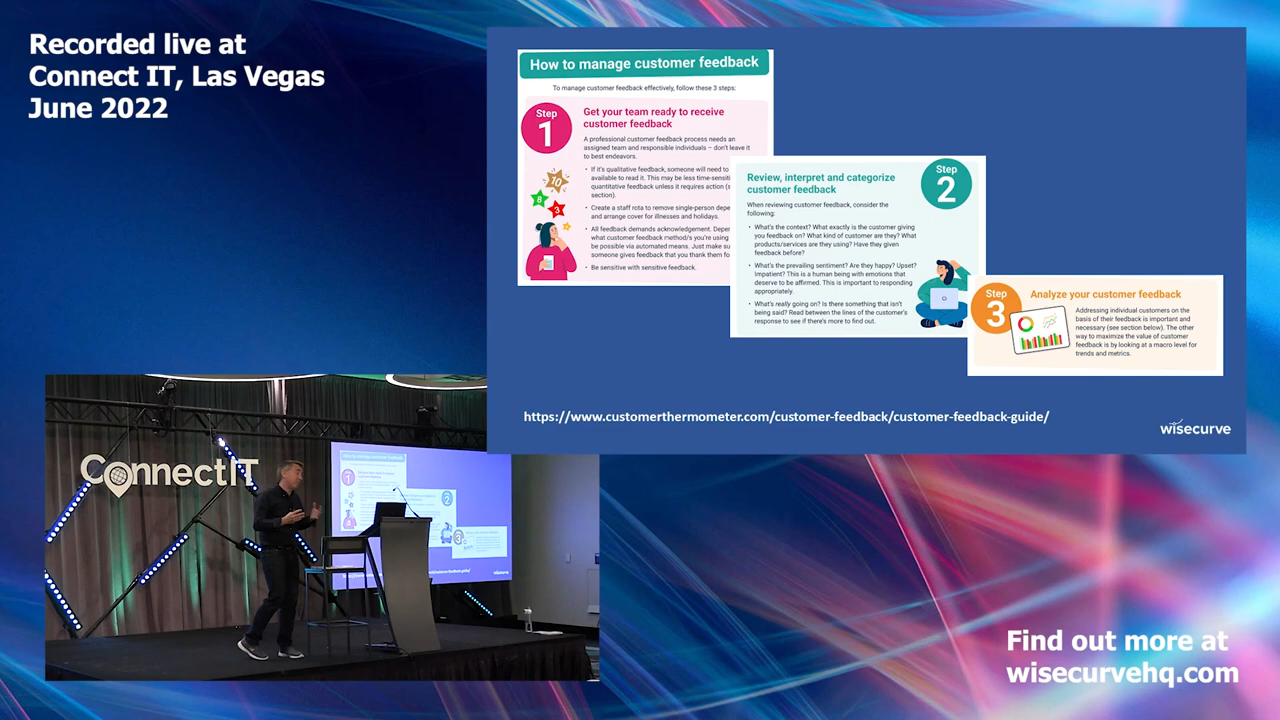 Recorded live at
Connect IT, Las Vegas
June 2022
How to manage customer feedback
To manage customer feedback effectively, follow these 3 steps:
Step
1
Get your team ready to receive
customer feedback
A professional customer feedback process needs an
assigned team and responsible individuals – don't leave it
to best endeavors.
• If it's qualitative feedback, someone will need to
available to read it. This may be less time-sensiti
quantitative feedback unless it requires action (s
section).
• Create a staff rota to remove single-person depe
and arrange cover for illnesses and holidays.
• All feedback demands acknowledgement. Depe
what customer feedback method/s you're using
be possible via automated means. Just make su
someone gives feedback that you thank them fo
• Be sensitive with sensitive feedback.
10
8
3
Step
2
Review, interpret and categorize
customer feedback
When reviewing customer feedback, consider the
following:
• What's the context? What exactly is the customer giving
you feedback on? What kind of customer are they? What
products/services are they using? Have they given
feedback before?
• What's the prevailing sentiment? Are they happy? Upset?
Impatient? This is a human being with emotions that
deserve to be affirmed. This is important to responding
appropriately.
• What's really going on? Is there something that isn't
being said? Read between the lines of the customer's
response to see if there's more to find out.
Step
3
Analyze your customer feedback
Addressing individual customers on the
basis of their feedback is important and
necessary (see section below). The other
way to maximize the value of customer
feedback is by looking at a macro level for
trends and metrics.
https://www.customerthermometer.com/customer-feedback/customer-feedback-guide/
wisecurve
ConnectIT
1
2
3
wisecurve
Find out more at
wisecurvehq.com